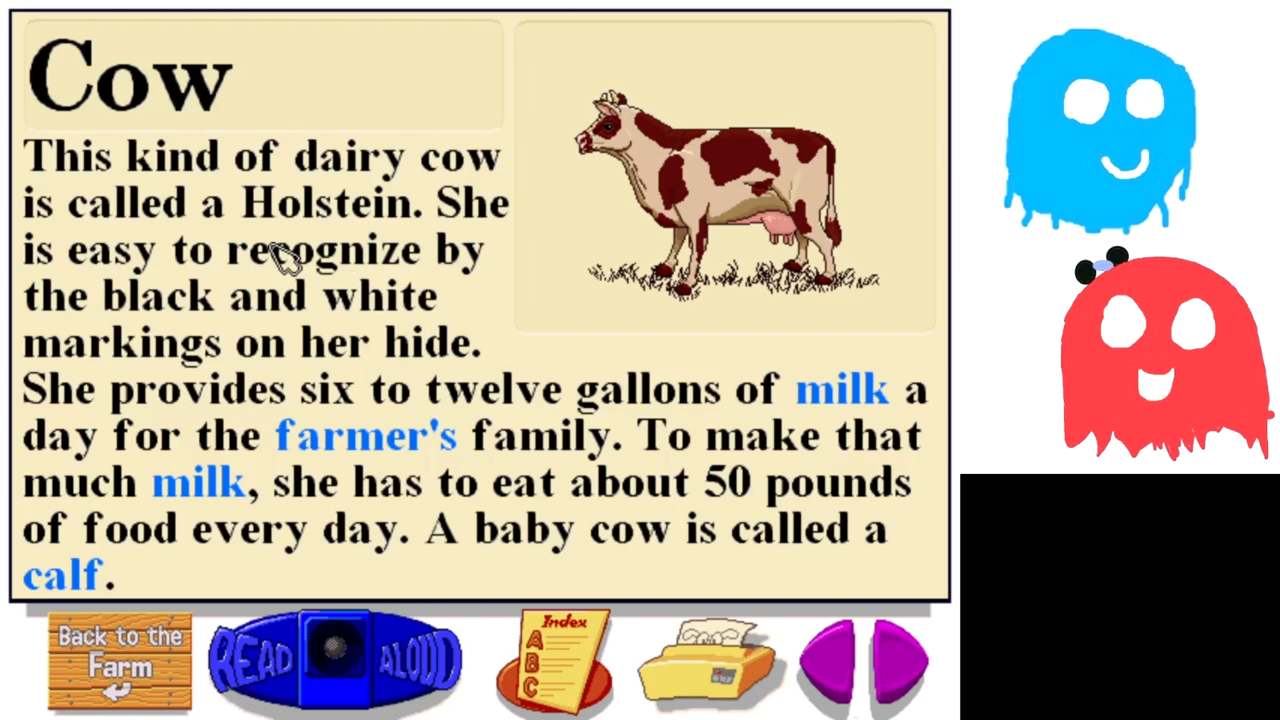 Cow
This kind of dairy cow
is called a Holstein. She
is easy to recognize by
the black and white
markings on her hide.
She provides six to twelve gallons of milk a
day for the farmer's family. To make that
much milk, she has to eat about 50 pounds
of food every day. A baby cow is called a
calf.
Back to the
Farm
READ ALOUD
Index
A
B
C